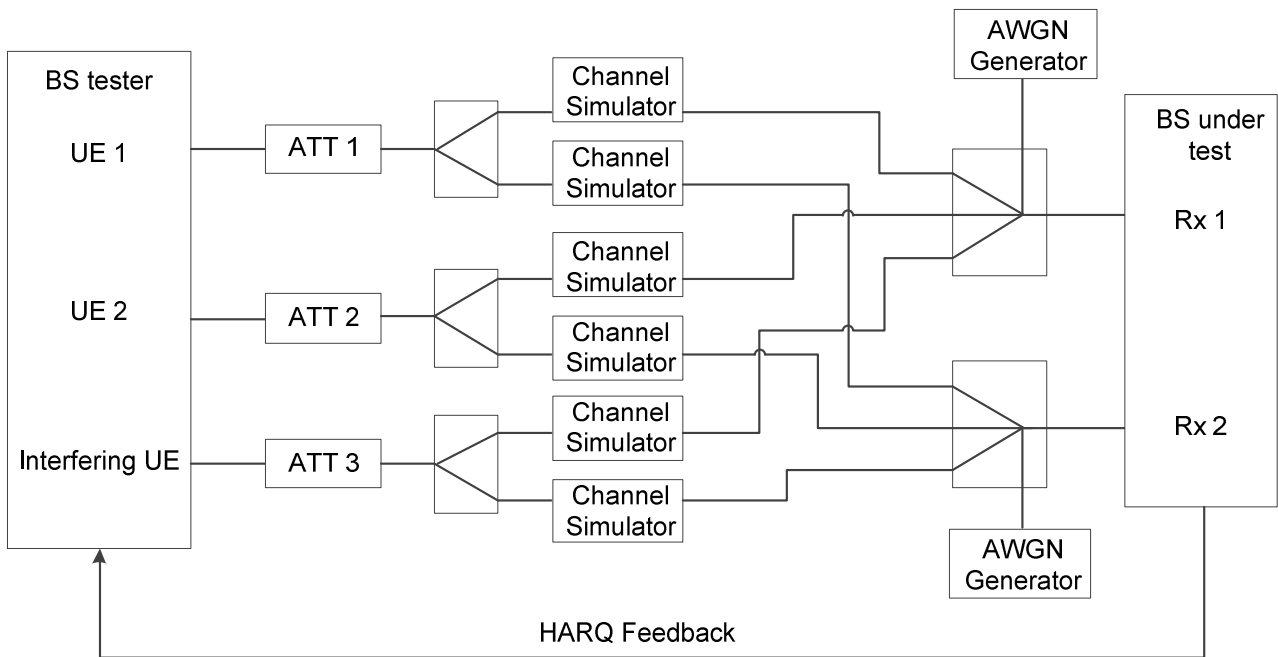 BS tester
UE 1
UE 2
Interfering UE
ATT 1
ATT 2
ATT 3
Channel
Simulator
Channel
Simulator
Channel
Simulator
Channel
Simulator
Channel
Simulator
Channel
Simulator
AWGN
Generator
AWGN
Generator
BS under
test
Rx 1
Rx 2
HARQ Feedback